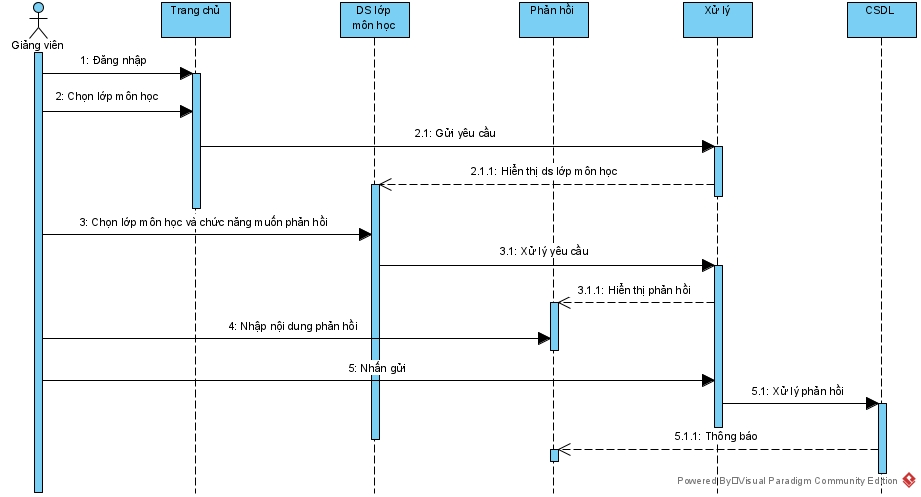 Trang chủ
DS lớp
môn học
Phản hồi
Xử lý
CSDL
Giảng viên
1: Đăng nhập
2: Chọn lớp môn học
2.1: Gửi yêu cầu
2.1.1: Hiển thị ds lớp môn học
3: Chọn lớp môn học và chức năng muốn phản hồi
3.1: Xử lý yêu cầu
3.1.1: Hiển thị phản hồi
4: Nhập nội dung phản hồi
5: Nhấn gửi
5.1: Xử lý phản hồi
5.1.1: Thông báo
Powered By□Visual Paradigm Community Edition